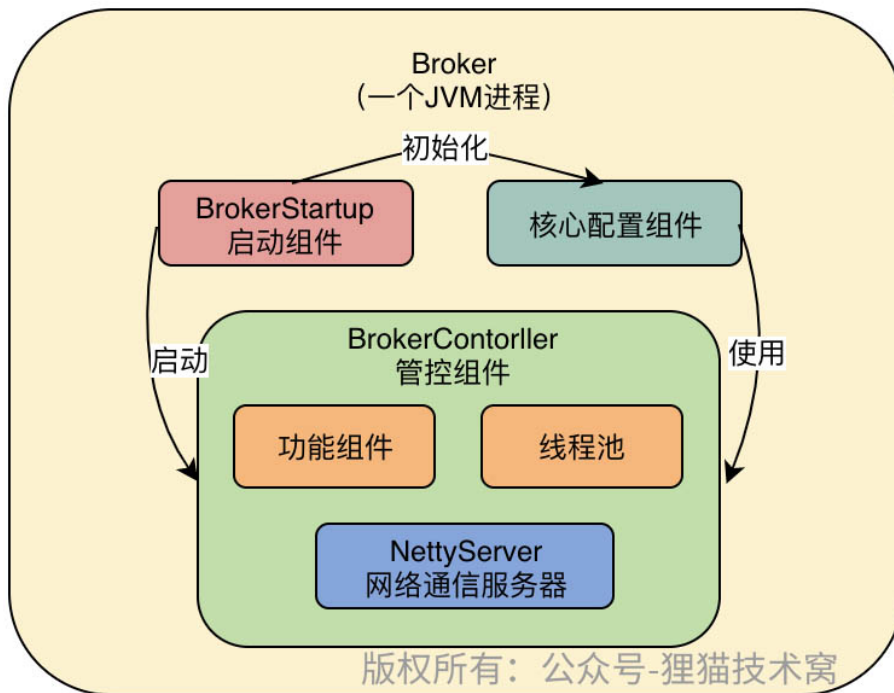 Broker
（一个JVM进程）
初始化
BrokerStartup
启动组件
核心配置组件
启动
BrokerContorller
管控组件
使用
功能组件
线程池
NettyServer
网络通信服务器
版权所有：公众号-狸猫技术窝